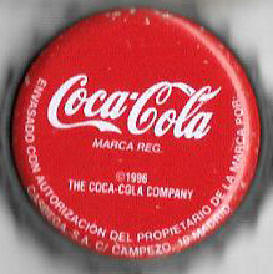 Coca-Cola
MARCA REG.
©1996
THE COCA-COLA COMPANY
ENVASADO CON AUTORIZACIÓN DEL PROPIETARIO DE LA MARCA POR:
S.A. C/ CAMPEZO, 10 MADRID